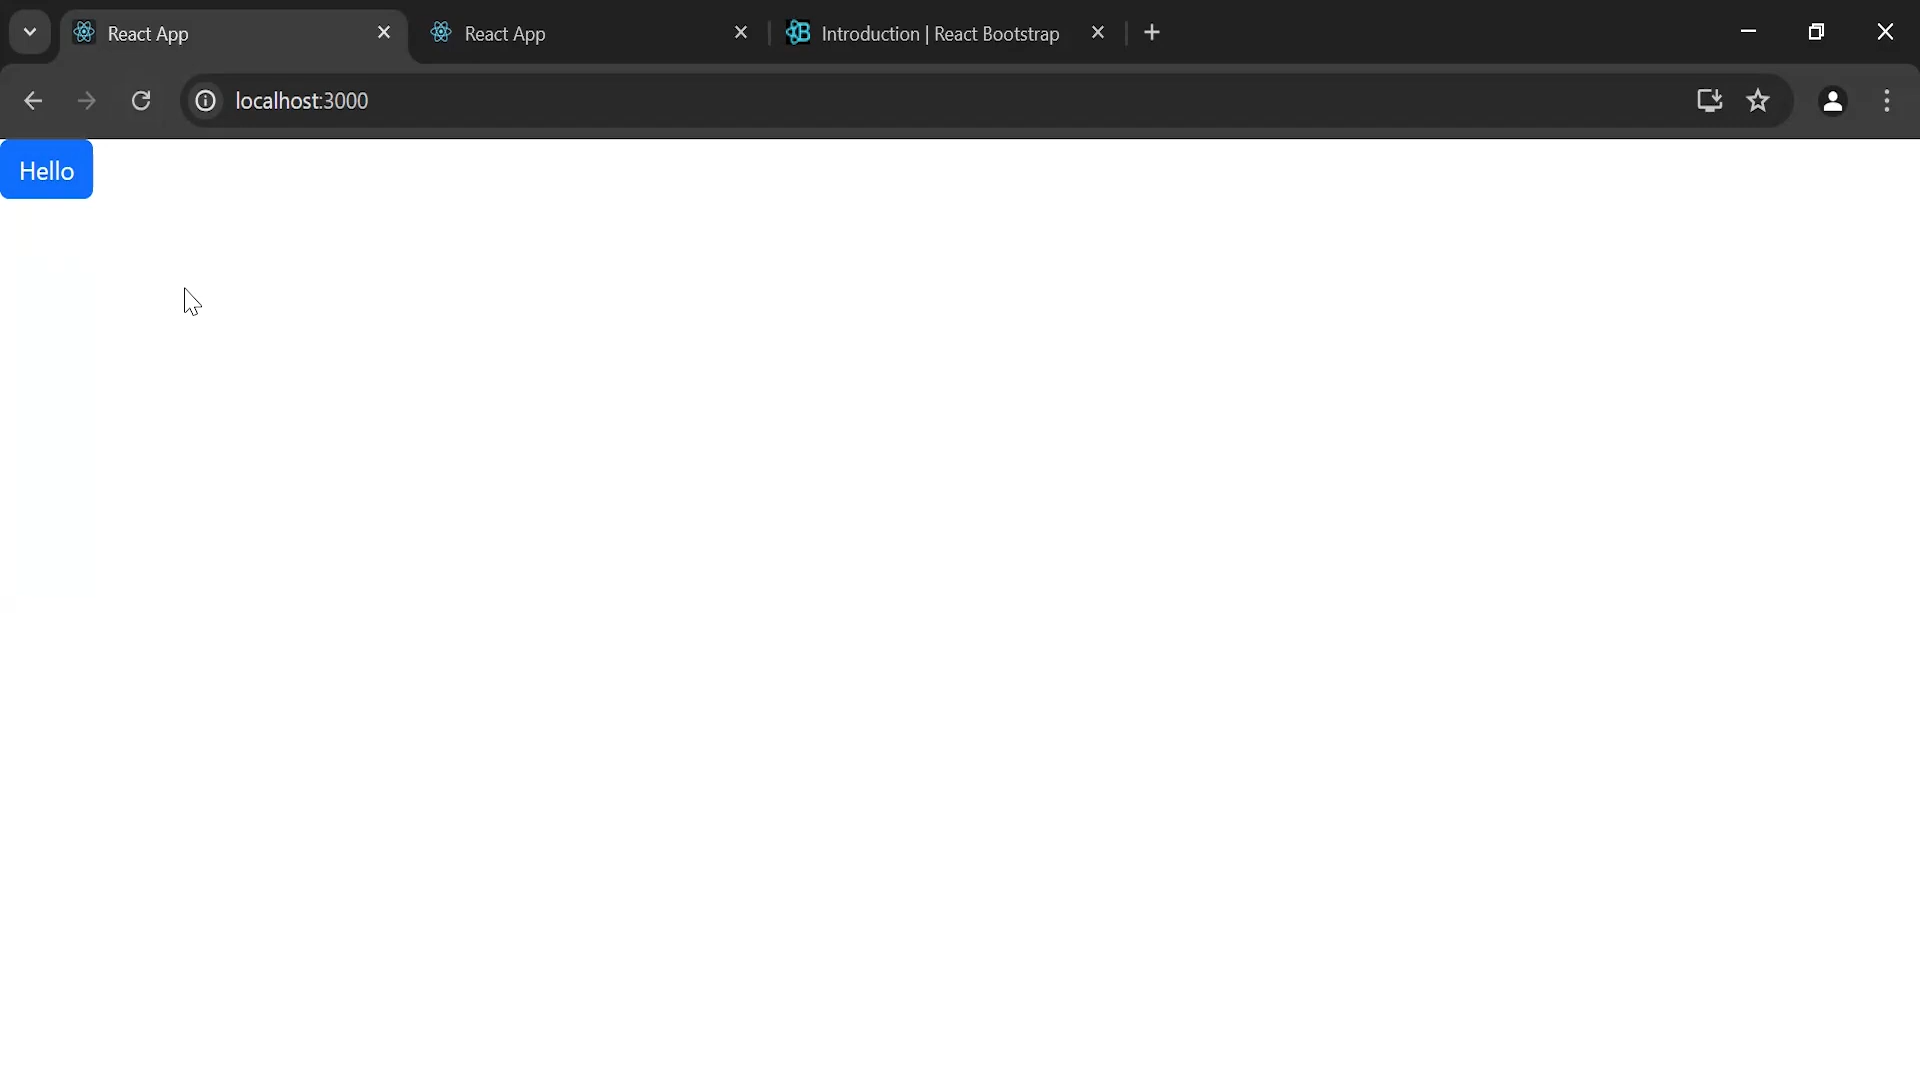 React App
React App
Introduction | React Bootstrap
localhost:3000
Hello